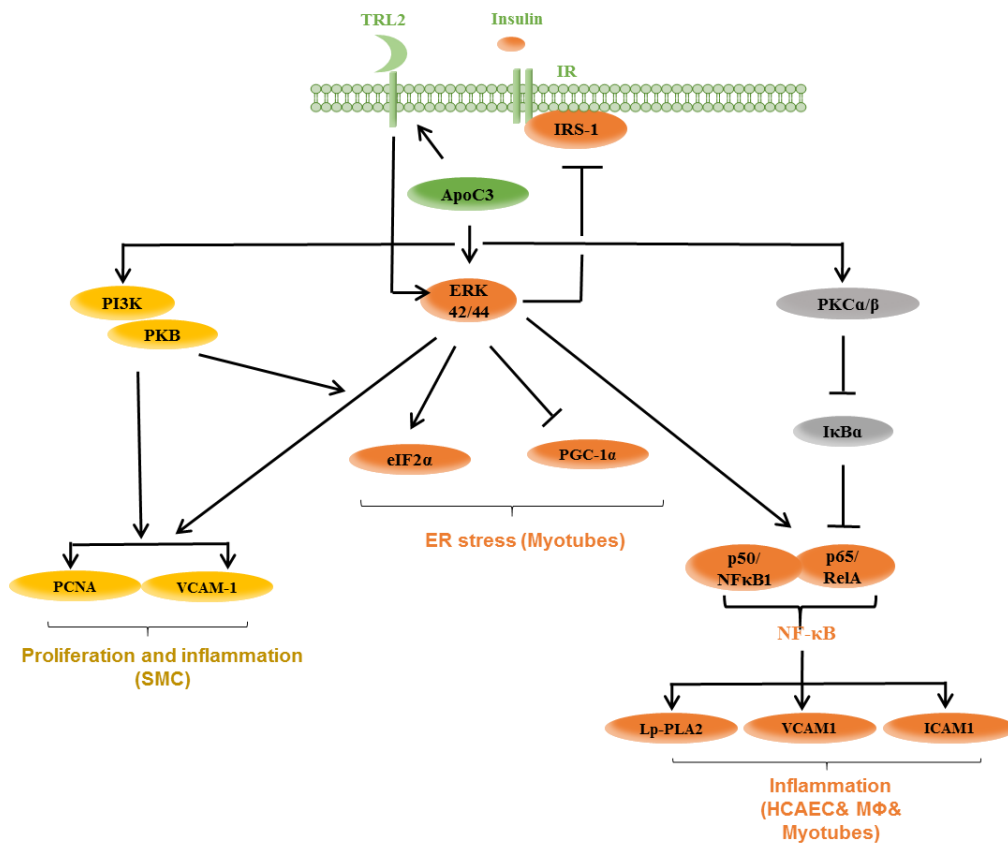 TRL2
Insulin
IR
IRS-1
ApoC3
PI3K
PKB
ERK
42/44
PKCα/β
IκBα
eIF2α
PGC-1α
ER stress (Myotubes)
p50/
NFκB1
p65/
RelA
NF-κB
PCNA
VCAM-1
Proliferation and inflammation
(SMC)
Lp-PLA2
VCAM1
ICAM1
Inflammation
(HCAEC& MΦ&
Myotubes)